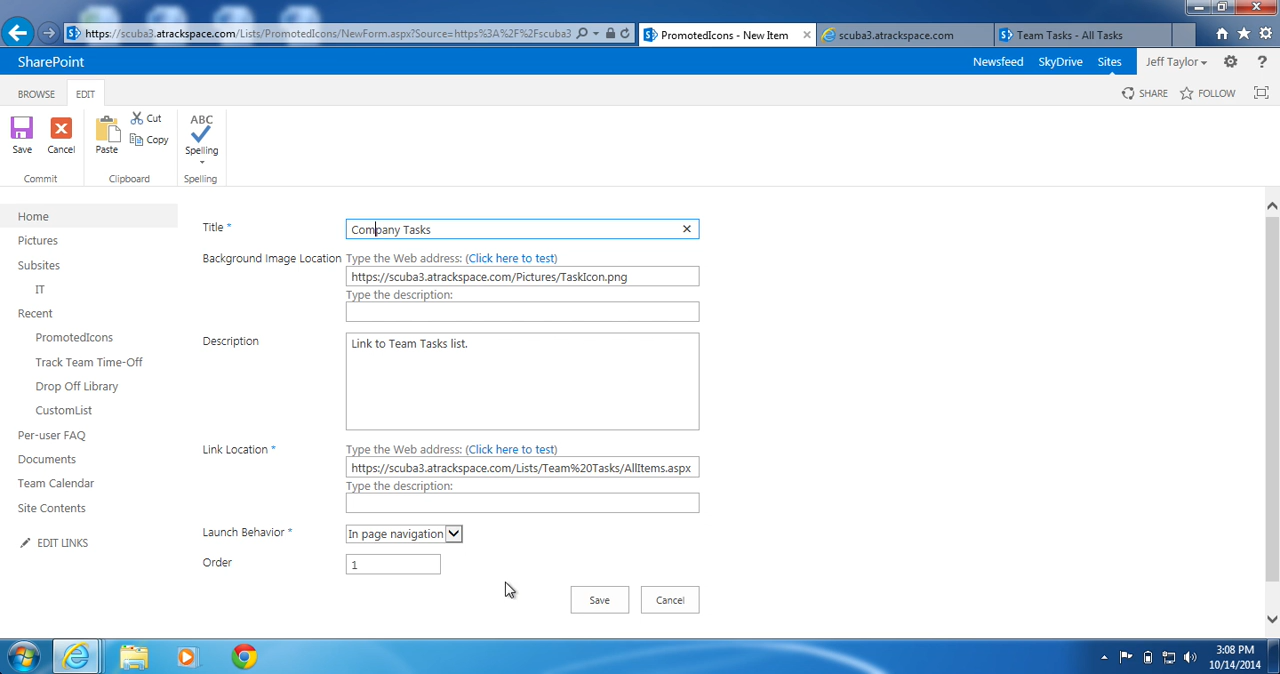 https://scuba3.atrackspace.com/Lists/PromotedIcons/NewForm.aspx?Source=https%3A%2F%2Fscuba3
PromotedIcons - New Item
scuba3.atrackspace.com
Team Tasks - All Tasks
SharePoint
Newsfeed SkyDrive Sites Jeff Taylor ?
BROWSE EDIT
SHARE FOLLOW
Save
Cancel
Paste
Cut
Copy
ABC
Spelling
Commit Clipboard Spelling
Home
Pictures
Subsites
IT
Recent
PromotedIcons
Track Team Time-Off
Drop Off Library
CustomList
Per-user FAQ
Documents
Team Calendar
Site Contents
EDIT LINKS
Title * Company Tasks
Background Image Location Type the Web address: (Click here to test)
https://scuba3.atrackspace.com/Pictures/TaskIcon.png
Type the description:
Description Link to Team Tasks list.
Link Location * Type the Web address: (Click here to test)
https://scuba3.atrackspace.com/Lists/Team%20Tasks/AllItems.aspx
Type the description:
Launch Behavior * In page navigation
Order 1
Save Cancel
3:08 PM
10/14/2014